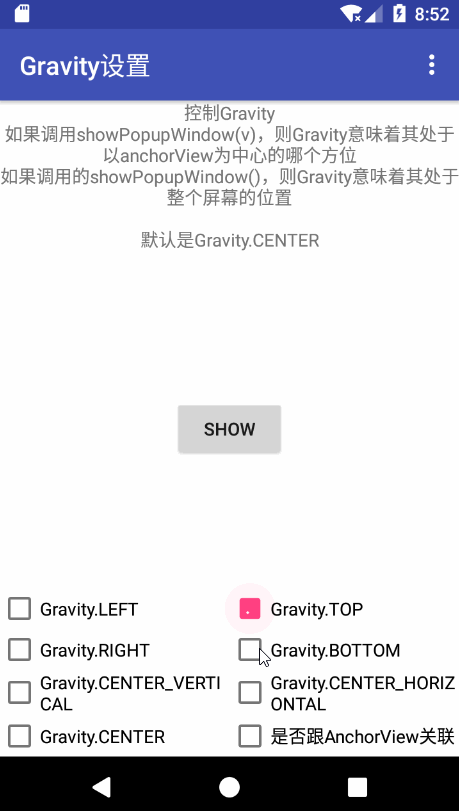 8:52
Gravity设置
控制Gravity
如果调用showPopupWindow(v)，则Gravity意味着其处于
以anchorView为中心的哪个方位
如果调用的showPopupWindow()，则Gravity意味着其处于
整个屏幕的位置
默认是Gravity.CENTER
SHOW
Gravity.LEFT
Gravity.TOP
Gravity.RIGHT
Gravity.BOTTOM
Gravity.CENTER_VERTI
CAL
Gravity.CENTER_HORIZ
ONTAL
Gravity.CENTER
是否跟AnchorView关联